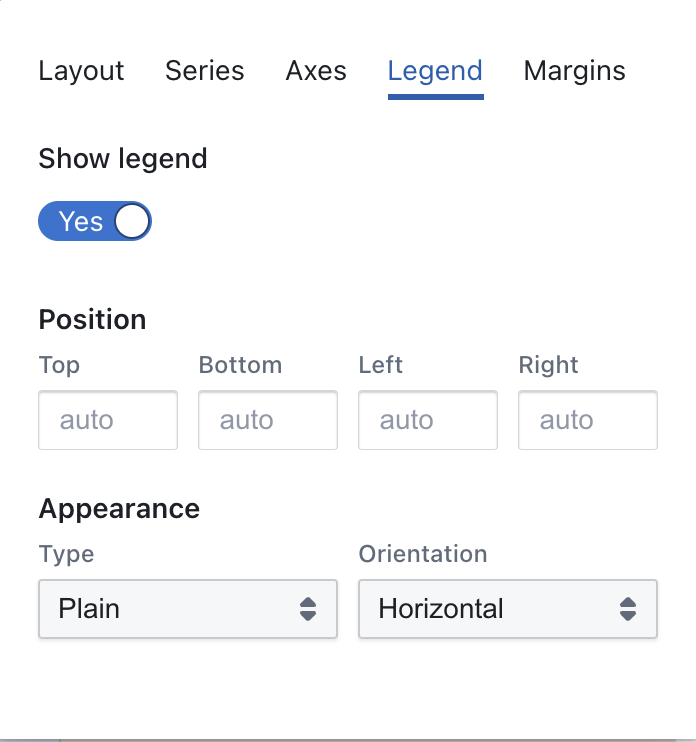 Layout Series Axes Legend Margins
Show legend
Yes
Position
Top Bottom Left Right
auto auto auto auto
Appearance
Type Orientation
Plain Horizontal